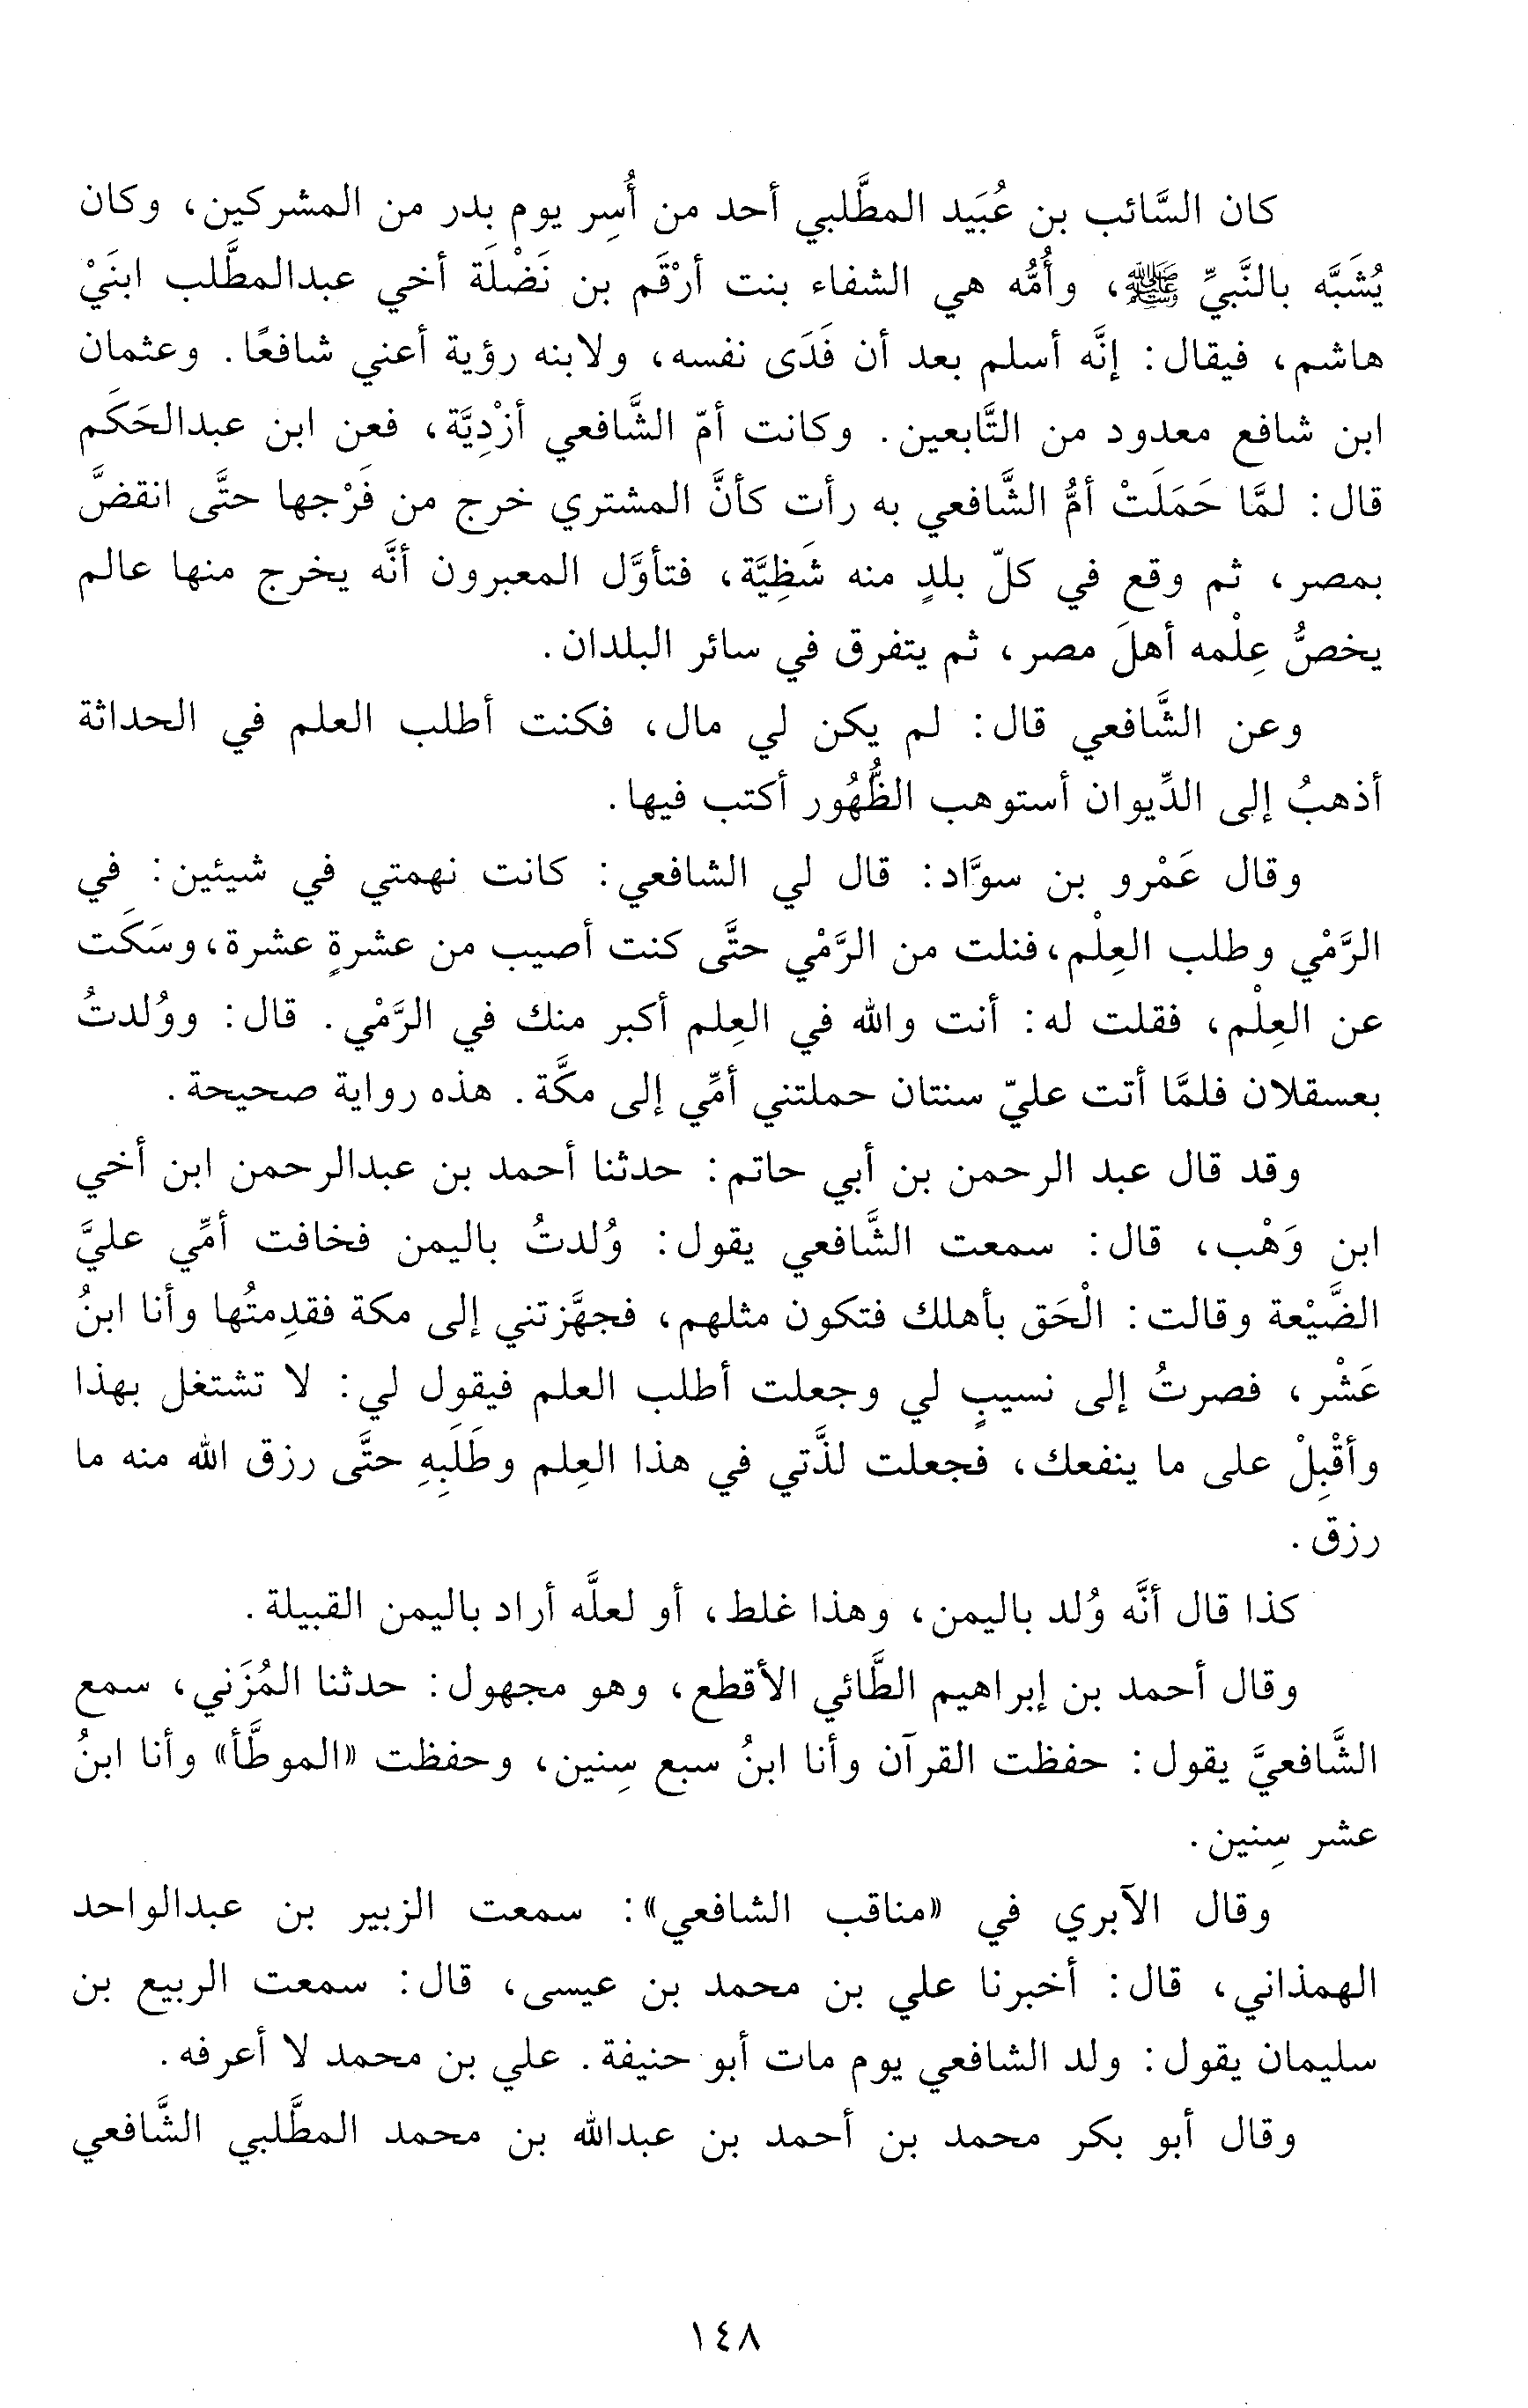 كان السَّائب بن عُبَيد المطَّلبي أحد من أُسِر يوم بدر من المشركين، وكان
يُشَبَّه بالنَّبيِّ ﷺ، وأُمُّه هي الشفاء بنت أرْقَم بن نَضْلَة أخي عبدالمطَّلب ابنَيْ
هاشم، فيقال: إنَّه أسلم بعد أن فَدَى نفسه، ولابنه رؤية أعني شافعًا. وعثمان
ابن شافع معدود من التَّابعين. وكانت أمّ الشَّافعي أزْدِيَّة، فعن ابن عبدالحَكَم
قال: لمَّا حَمَلَتْ أمُّ الشَّافعي به رأت كأنَّ المشتري خرج من فَرْجها حتَّى انقضَّ
بمصر، ثم وقع في كلّ بلدٍ منه شَظِيَّة، فتأوَّل المعبرون أنَّه يخرج منها عالم
يخصُّ عِلْمه أهلَ مصر، ثم يتفرق في سائر البلدان.
وعن الشَّافعي قال: لم يكن لي مال، فكنت أطلب العلم في الحداثة
أذهبُ إلى الدِّيوان أستوهب الظُّهُور أكتب فيها.
وقال عَمْرو بن سوَّاد: قال لي الشافعي: كانت نهمتي في شيئين: في
الرَّمْي وطلب العِلْم، فنلت من الرَّمْي حتَّى كنت أصيب من عشرةٍ عشرة، وسَكَت
عن العِلْم، فقلت له: أنت والله في العِلم أكبر منك في الرَّمْي. قال: ووُلدتُ
بعسقلان فلمَّا أتت عليّ سنتان حملتني أمِّي إلى مكَّة. هذه رواية صحيحة.
وقد قال عبد الرحمن بن أبي حاتم: حدثنا أحمد بن عبدالرحمن ابن أخي
ابن وَهْب، قال: سمعت الشَّافعي يقول: وُلدتُ باليمن فخافت أمِّي عليَّ
الضَّيْعة وقالت: الْحَق بأهلك فتكون مثلهم، فجهَّزتني إلى مكة فقدِمتُها وأنا ابنُ
عَشْر، فصرتُ إلى نسيبٍ لي وجعلت أطلب العلم فيقول لي: لا تشتغل بهذا
وأقْبِلْ على ما ينفعك، فجعلت لذَّتي في هذا العِلم وطَلَبِهِ حتَّى رزق الله منه ما
رزق.
كذا قال أنَّه وُلد باليمن، وهذا غلط، أو لعلَّه أراد باليمن القبيلة.
وقال أحمد بن إبراهيم الطَّائي الأقطع، وهو مجهول: حدثنا المُزَني، سمع
الشَّافعيَّ يقول: حفظت القرآن وأنا ابنُ سبع سِنين، وحفظت «الموطَّأ» وأنا ابنُ
عشر سِنين.
وقال الآبري في «مناقب الشافعي»: سمعت الزبير بن عبدالواحد
الهمذاني، قال: أخبرنا علي بن محمد بن عيسى، قال: سمعت الربيع بن
سليمان يقول: ولد الشافعي يوم مات أبو حنيفة. علي بن محمد لا أعرفه.
وقال أبو بكر محمد بن أحمد بن عبدالله بن محمد المطَّلبي الشَّافعي
١٤٨